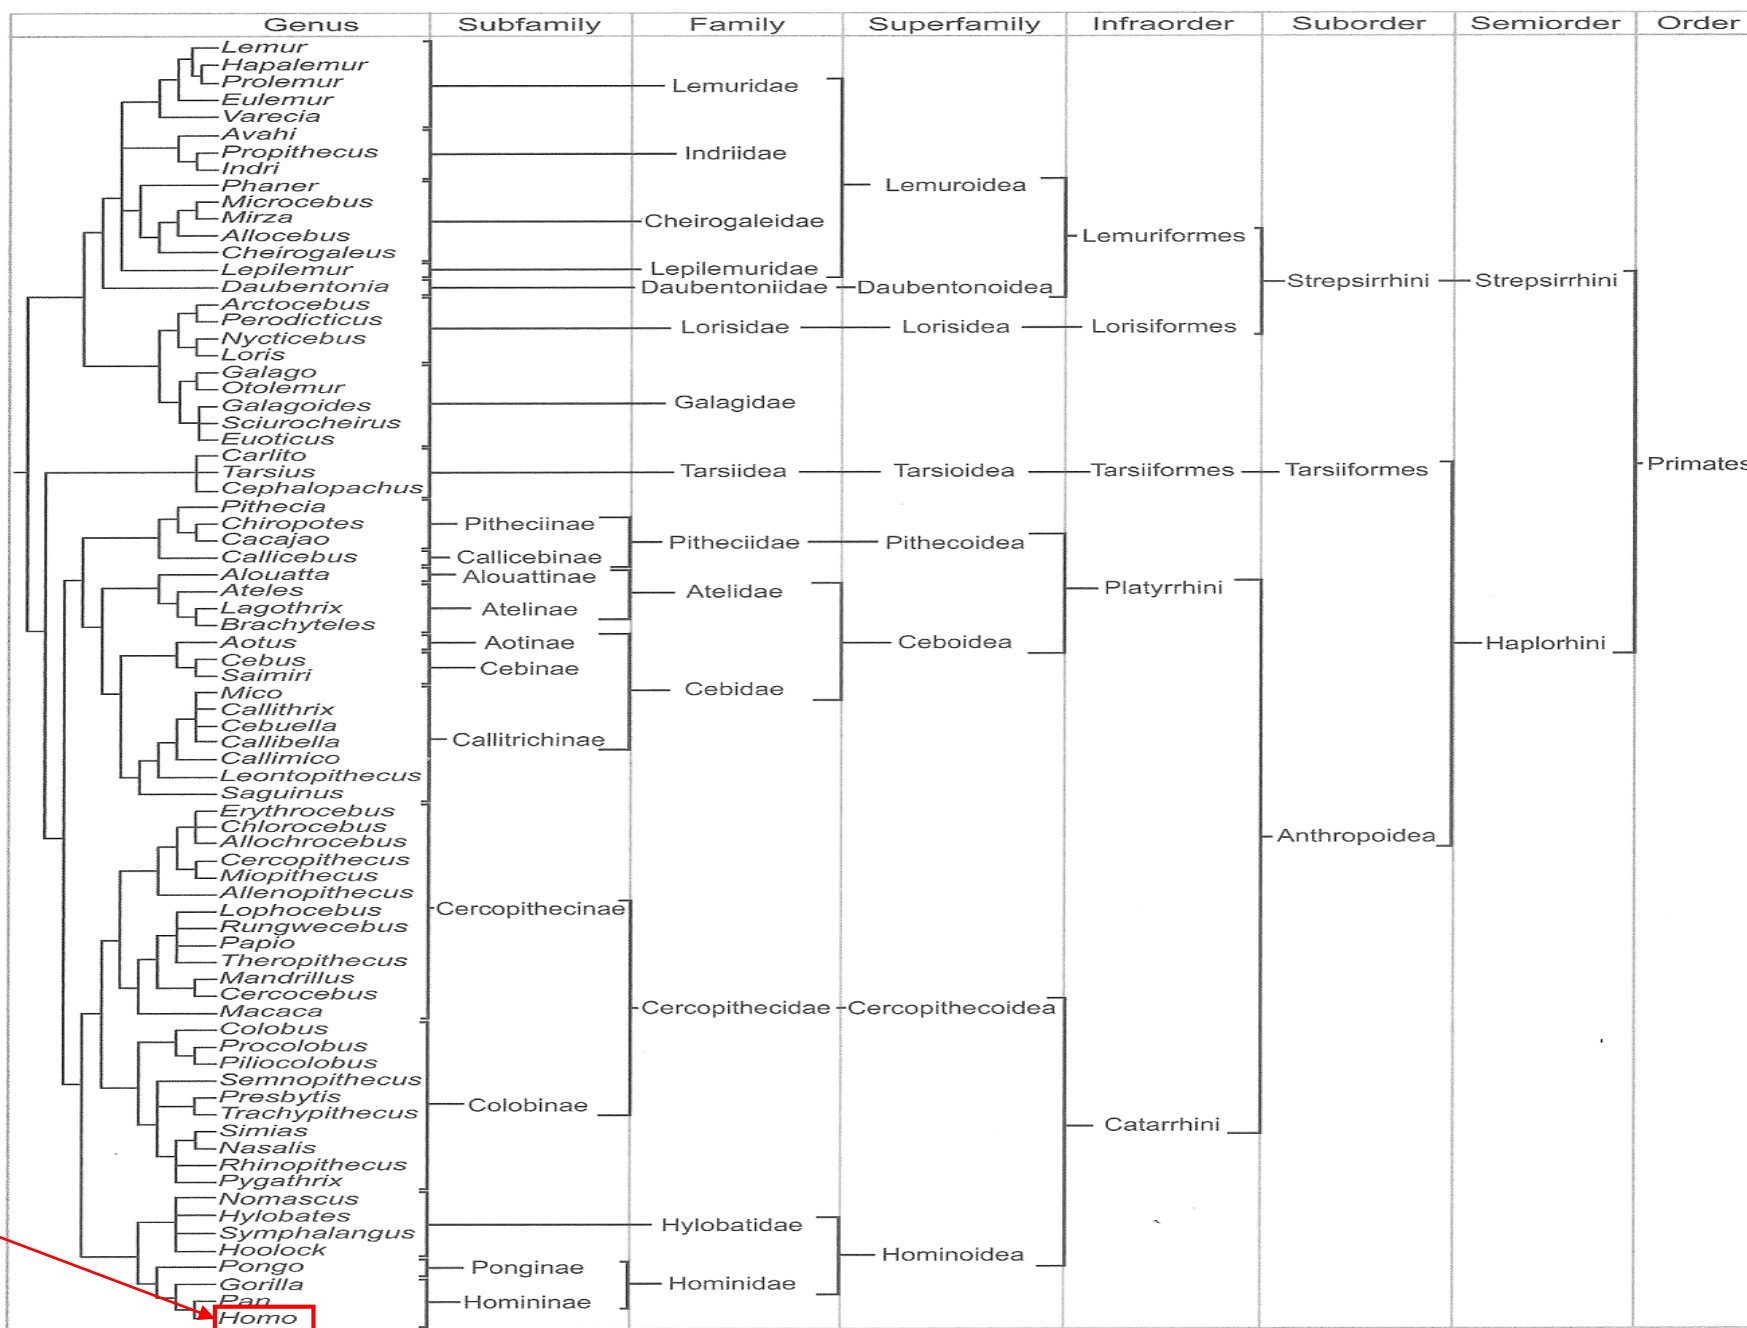 Genus Subfamily Family Superfamily Infraorder Suborder Semiorder Order
Lemur
Hapalemur
Prolemur
Lemuridae
Eulemur
Varecia
Avahi
Propithecus Indriidae
Indri
Phaner Lemuroidea
Microcebus
Mirza Cheirogaleidae
Allocebus Lemuriformes
Cheirogaleus
Lepilemur Lepilemuridae
Strepsirrhini Strepsirrhini
Daubentonia Daubentoniidae Daubentonoidea
Arctocebus
Perodicticus Lorisidae Lorisidea Lorisiformes
Nycticebus
Loris
Galago
Otolemur
Galagoides Galagidae
Sciurocheirus
Euoticus
Carlito
Primates
Tarsius Tarsiidea Tarsioidea Tarsiiformes Tarsiiformes
Cephalopachus
Pithecia
Chiropotes Pitheciinae
Cacajao Pitheciidae Pithecoidea
Callicebus Callicebinae
Alouatta Alouattinae
Ateles Atelidae Platyrrhini
Lagothrix Atelinae
Brachyteles
Aotus Aotinae Ceboidea Haplorhini
Cebus Cebinae
Saimiri
Mico Cebidae
Callithrix
Cebuella
Callibella Callitrichinae
Callimico
Leontopithecus
Saguinus
Erythrocebus
Chlorocebus
Anthropoidea
Allochrocebus
Cercopithecus
Miopithecus
Allenopithecus
Lophocebus Cercopithecinae
Rungwecebus
Papio
Theropithecus
Mandrillus
Cercocebus
Macaca Cercopithecidae Cercopithecoidea
Colobus
Procolobus
Piliocolobus
Semnopithecus
Presbytis
Colobinae
Trachypithecus
Simias Catarrhini
Nasalis
Rhinopithecus
Pygathrix
Nomascus
Hylobates
Hylobatidae
Symphalangus
Hoolock Hominoidea
Pongo Ponginae
Gorilla Hominidae
Pan Homininae
Homo